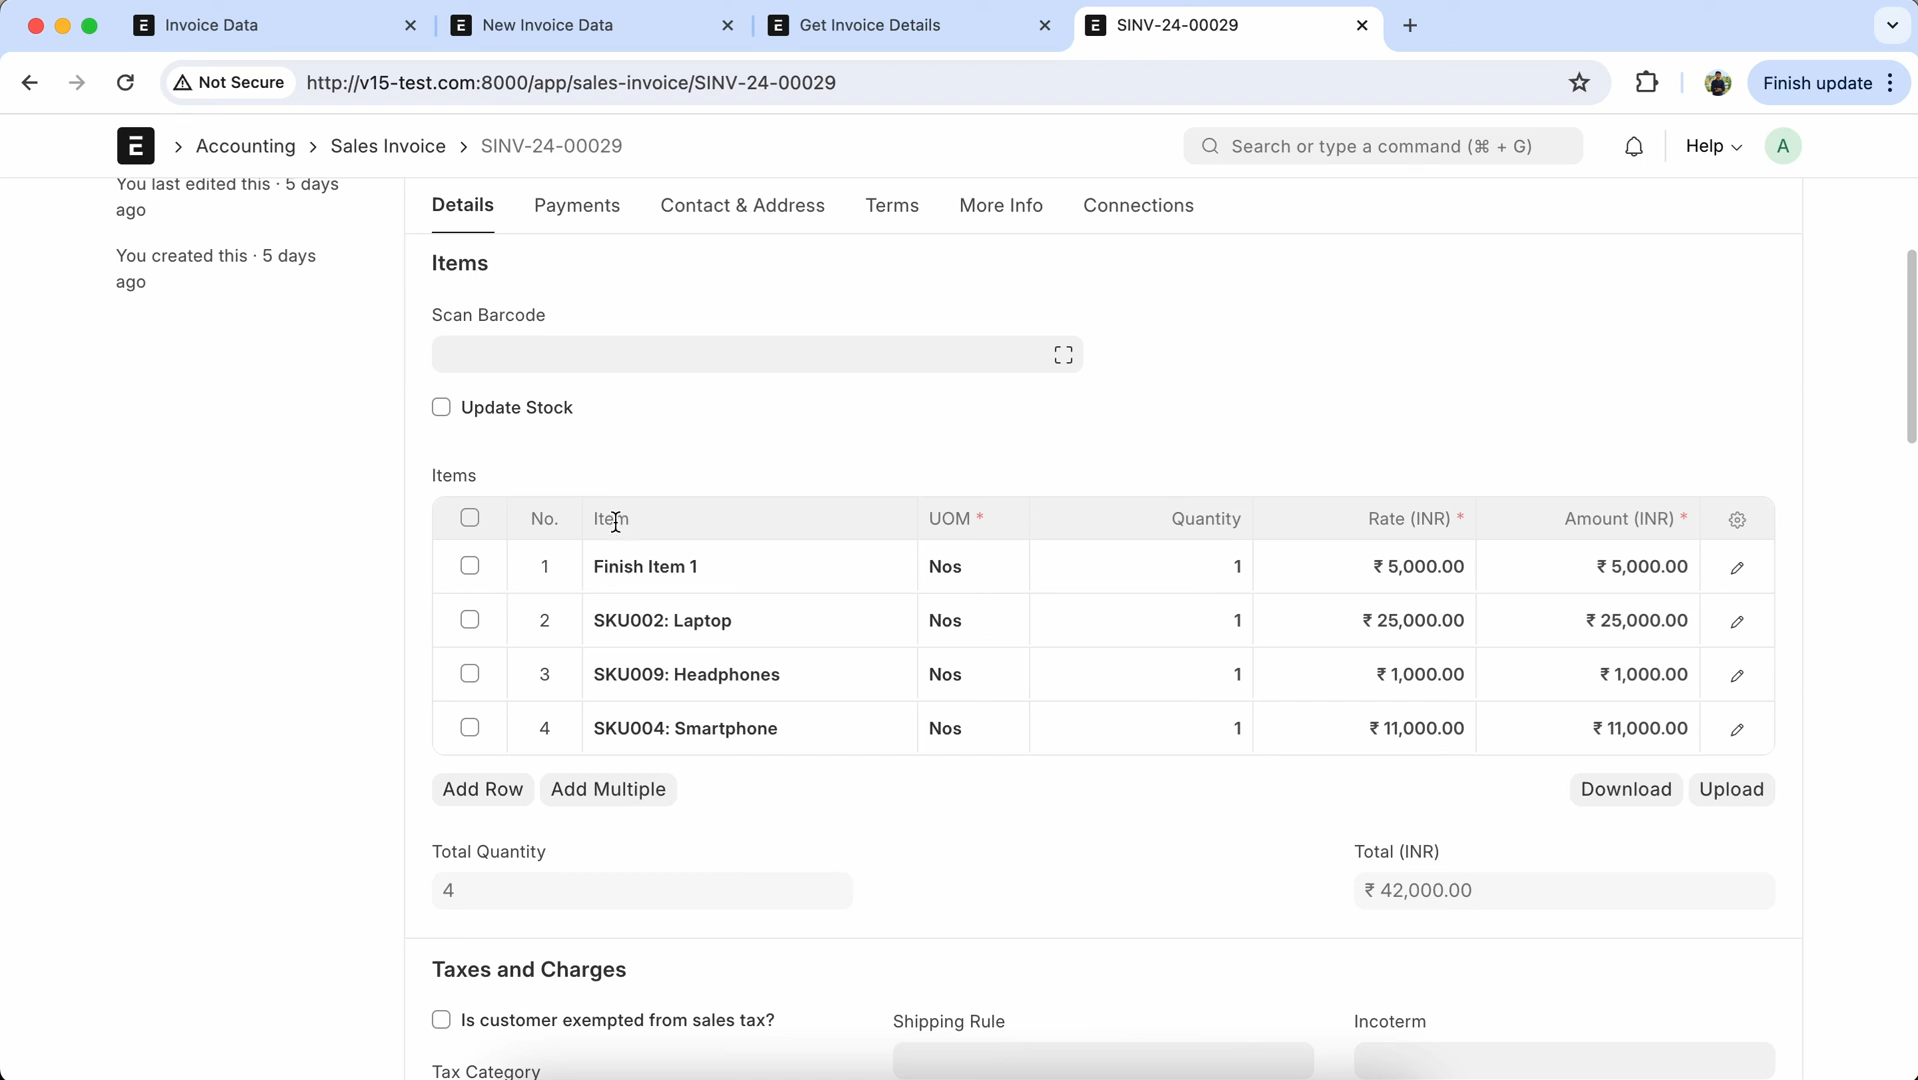 Invoice Data
New Invoice Data
Get Invoice Details
SINV-24-00029
Not Secure
http://v15-test.com:8000/app/sales-invoice/SINV-24-00029
Finish update
E > Accounting > Sales Invoice > SINV-24-00029
Search or type a command (⌘ + G)
Help
A
You last edited this · 5 days
ago
You created this · 5 days
ago
Details Payments Contact & Address Terms More Info Connections
Items
Scan Barcode
Update Stock
Items
No. Item UOM * Quantity Rate (INR) * Amount (INR) *
1 Finish Item 1 Nos 1 ₹ 5,000.00 ₹ 5,000.00
2 SKU002: Laptop Nos 1 ₹ 25,000.00 ₹ 25,000.00
3 SKU009: Headphones Nos 1 ₹ 1,000.00 ₹ 1,000.00
4 SKU004: Smartphone Nos 1 ₹ 11,000.00 ₹ 11,000.00
Add Row Add Multiple Download Upload
Total Quantity Total (INR)
4 ₹ 42,000.00
Taxes and Charges
Is customer exempted from sales tax? Shipping Rule Incoterm
Tax Category